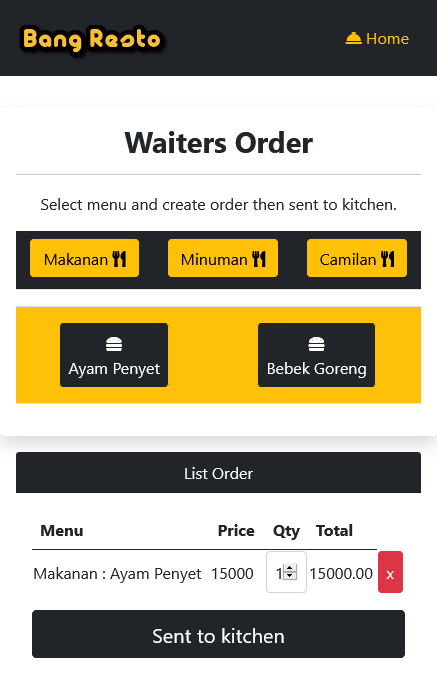 Bang Resto
Home
Waiters Order
Select menu and create order then sent to kitchen.
Makanan Minuman Camilan
Ayam Penyet Bebek Goreng
List Order
Menu Price Qty Total
Makanan : Ayam Penyet 15000 1 15000.00 x
Sent to kitchen